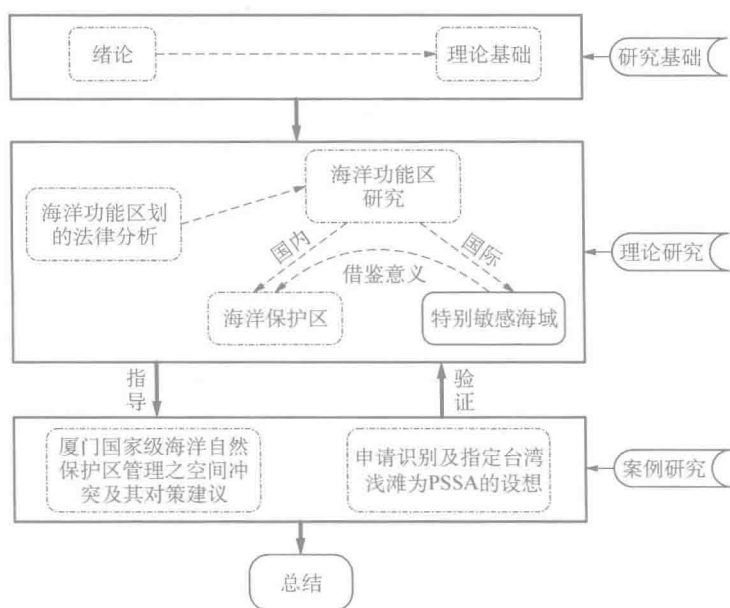 绪论
理论基础
研究基础
海洋功能区
研究
海洋功能区划
的法律分析
国内
国际
借鉴意义
理论研究
海洋保护区
特别敏感海域
指导
验证
厦门国家级海洋自然
保护区管理之空间冲
突及其对策建议
申请识别及指定台湾
浅滩为PSSA的设想
案例研究
总结